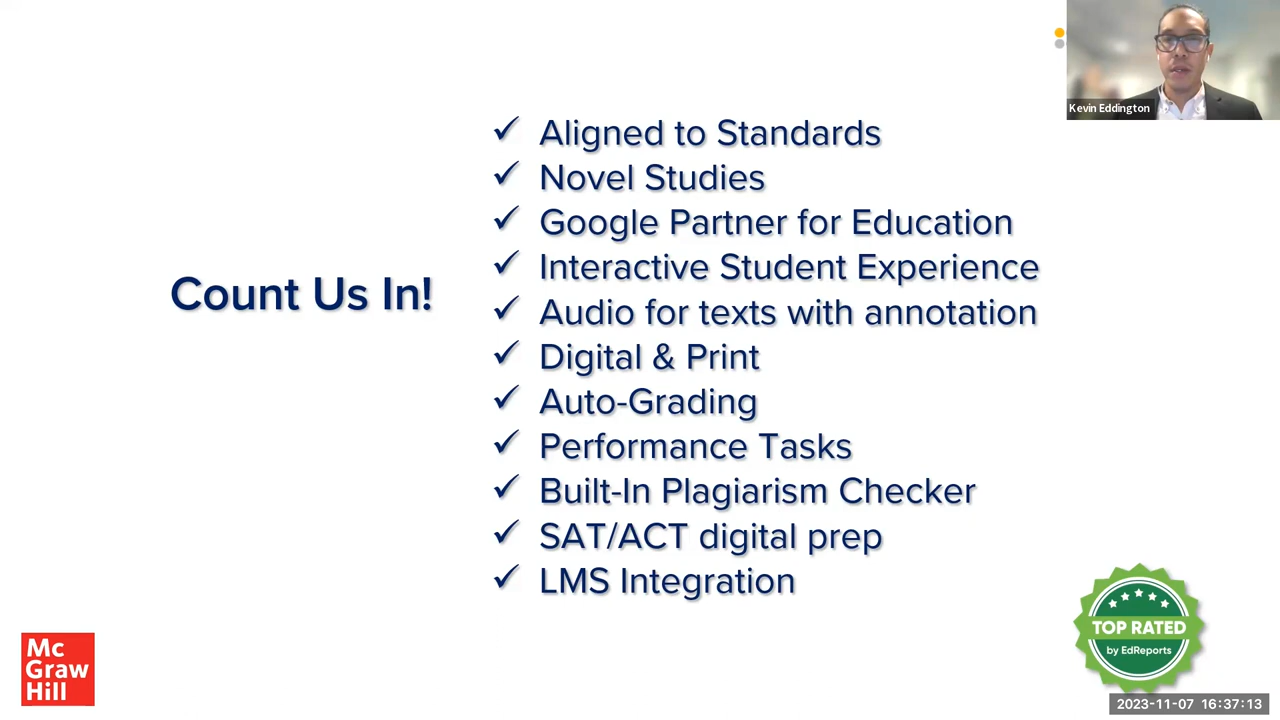 Kevin Eddington
Count Us In!
✓ Aligned to Standards
✓ Novel Studies
✓ Google Partner for Education
✓ Interactive Student Experience
✓ Audio for texts with annotation
✓ Digital & Print
✓ Auto-Grading
✓ Performance Tasks
✓ Built-In Plagiarism Checker
✓ SAT/ACT digital prep
✓ LMS Integration
Mc
Graw
Hill
TOP RATED
by EdReports
2023-11-07 16:37:13